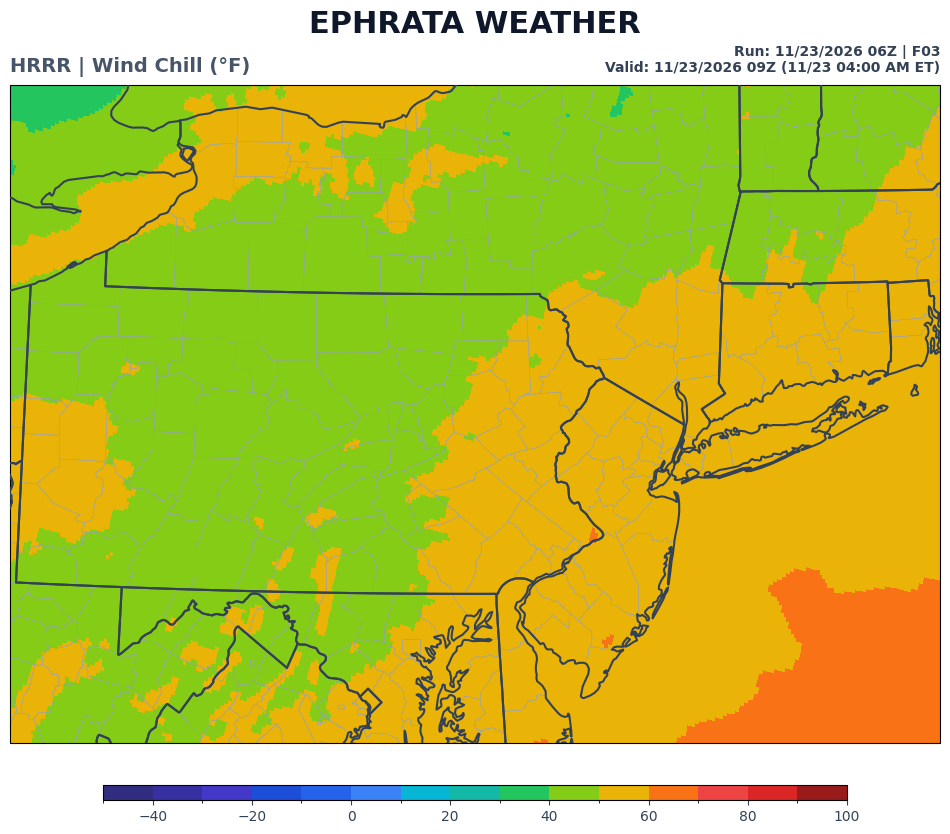 EPHRATA WEATHER
HRRR | Wind Chill (°F)
Run: 11/23/2026 06Z | F03
Valid: 11/23/2026 09Z (11/23 04:00 AM ET)
−40 −20 0 20 40 60 80 100